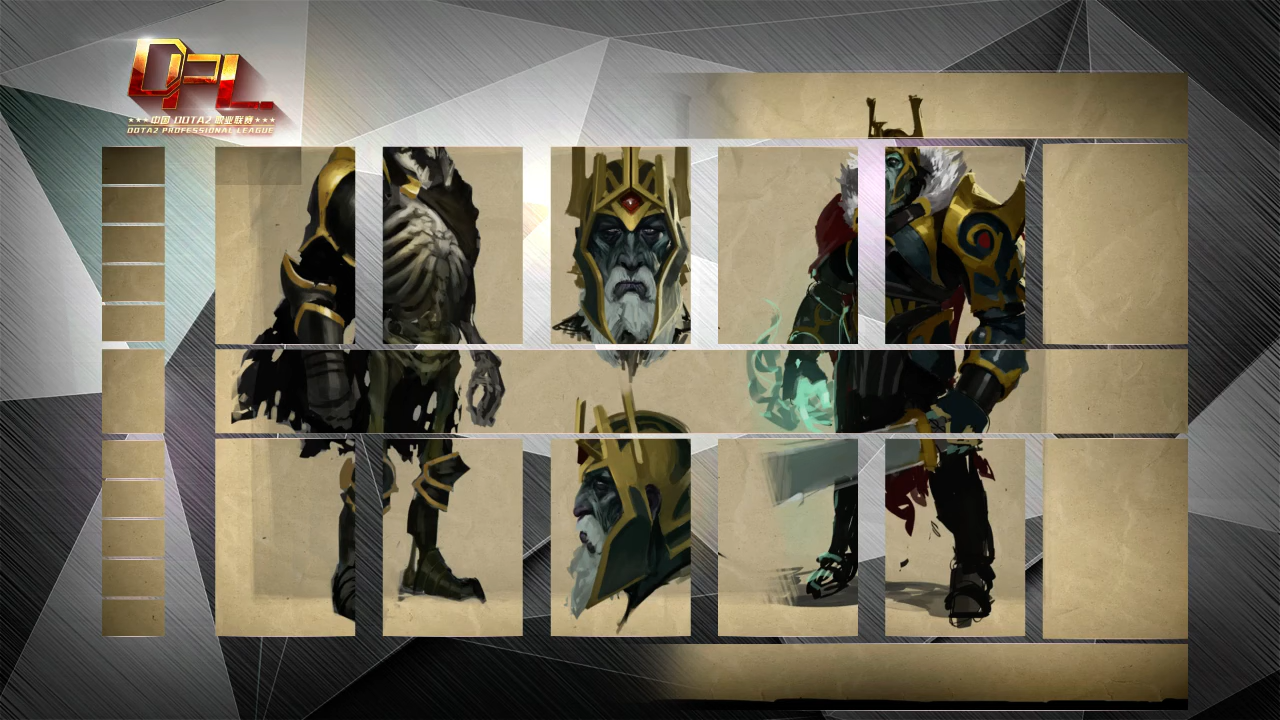 DPL
★★★中国 DOTA2 职业联赛★★★
DOTA2 PROFESSIONAL LEAGUE